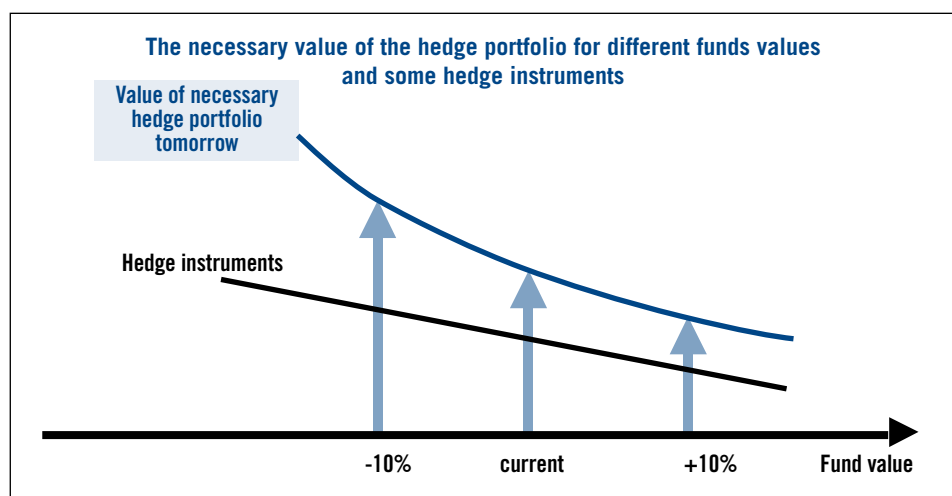 The necessary value of the hedge portfolio for different funds values
and some hedge instruments
Value of necessary
hedge portfolio
tomorrow
Hedge instruments
-10%
current
+10%
Fund value